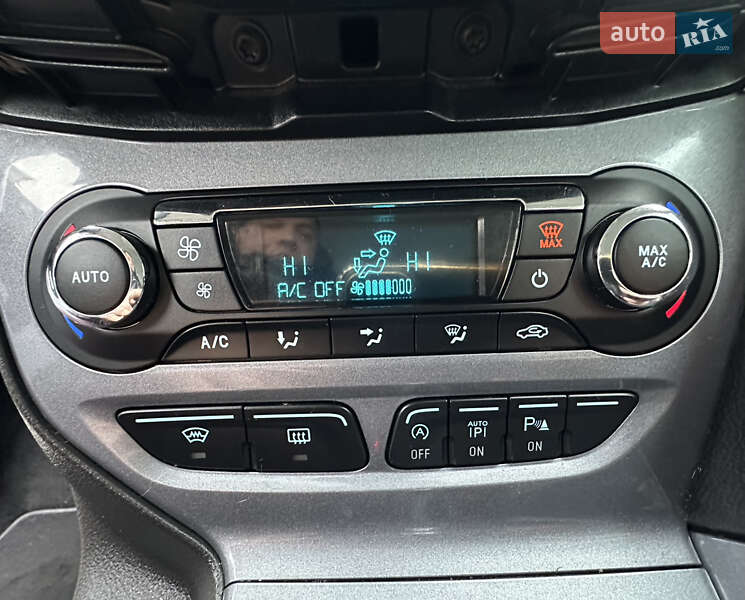 auto RIA
.com
MAX
AUTO
HI
HI
MAX
A/C
A/C OFF
A/C
A
OFF
AUTO
P
ON
P
ON